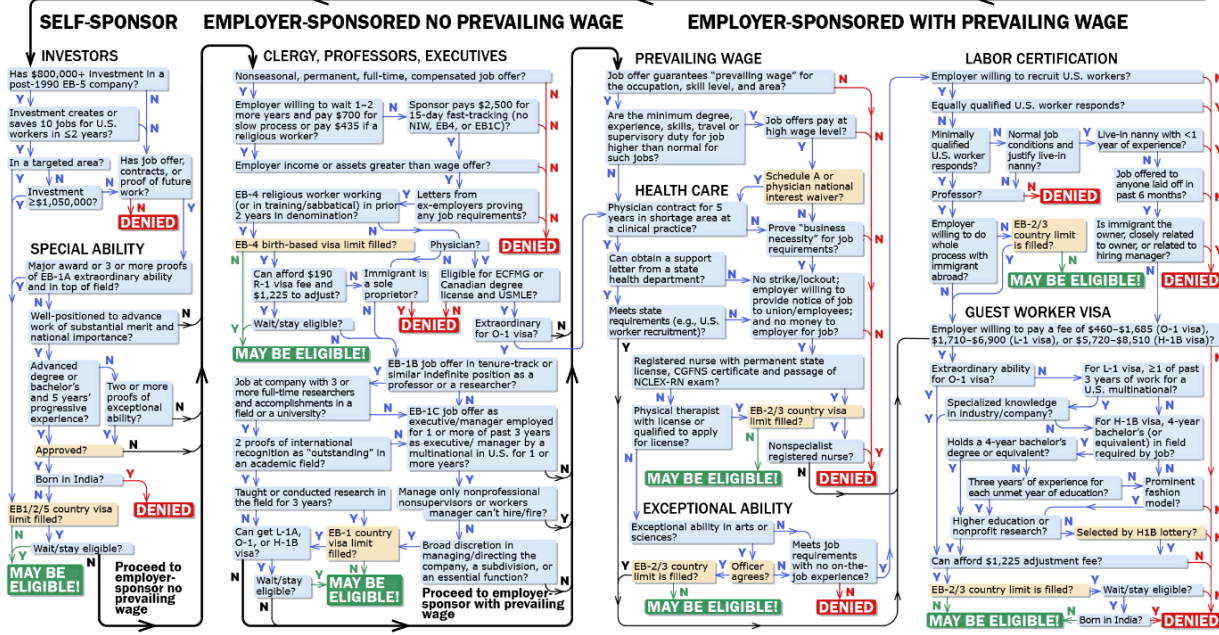 SELF-SPONSOR
EMPLOYER-SPONSORED NO PREVAILING WAGE
EMPLOYER-SPONSORED WITH PREVAILING WAGE
INVESTORS
Has $800,000+ investment in a
post-1990 EB-5 company?
Y
N
Investment creates or
saves 10 jobs for U.S.
workers in ≤2 years?
N
Y
In a targeted area?
Y
N
Investment
≥$1,050,000?
Y
N
Has job offer,
contracts, or
proof of future
work?
N
Y
DENIED
SPECIAL ABILITY
Major award or 3 or more proofs
of EB-1A extraordinary ability
and in top of field?
Y
N
Well-positioned to advance
work of substantial merit and
national importance?
N
Y
Advanced
degree or
bachelor's
and 5 years'
progressive
experience?
N
Two or more
proofs of
exceptional
ability?
N
Y
Y
Approved?
N
Y
Born in India?
Y
N
DENIED
EB1/2/5 country visa
limit filled?
N
Y
Wait/stay eligible?
Y
N
MAY BE
ELIGIBLE!
Proceed to
employer-
sponsor no
prevailing
wage
CLERGY, PROFESSORS, EXECUTIVES
Nonseasonal, permanent, full-time, compensated job offer?
Y
N
Employer willing to wait 1–2
more years and pay $700 for
slow process or pay $435 if a
religious worker?
N
Sponsor pays $2,500 for
15-day fast-tracking (no
NIW, EB4, or EB1C)?
N
Y
Y
Employer income or assets greater than wage offer?
N
Y
EB-4 religious worker working
(or in training/sabbatical) in prior
2 years in denomination?
Y
Letters from
ex-employers proving
any job requirements?
N
DENIED
Y
N
EB-4 birth-based visa limit filled?
Physician?
N
Y
N
Y
Can afford $190
R-1 visa fee and
$1,225 to adjust?
N
Immigrant is
a sole
proprietor?
Y
N
Eligible for ECFMG or
Canadian degree
license and USMLE?
N
Y
DENIED
Y
Wait/stay eligible?
Y
N
Extraordinary
for O-1 visa?
N
Y
MAY BE ELIGIBLE!
EB-1B job offer in tenure-track or
similar indefinite position as a
professor or a researcher?
Y
N
Job at company with 3 or
more full-time researchers
and accomplishments in a
field or a university?
N
Y
EB-1C job offer as
executive/manager employed
for 1 or more of past 3 years
as executive/ manager by a
multinational in U.S. for 1 or
more years?
N
Y
2 proofs of international
recognition as "outstanding" in
an academic field?
N
Y
Taught or conducted research in
the field for 3 years?
N
Y
Manage only nonprofessional
nonsupervisors or workers
manager can't hire/fire?
Y
N
Can get L-1A,
O-1, or H-1B
visa?
Y
EB-1 country
visa limit
filled?
Y
N
Broad discretion in
managing/directing the
company, a subdivision, or
an essential function?
N
Y
N
Wait/stay
eligible?
Y
N
MAY BE
ELIGIBLE!
Proceed to employer-
sponsor with prevailing
wage
PREVAILING WAGE
Job offer guarantees "prevailing wage" for
the occupation, skill level, and area?
Y
N
Are the minimum degree,
experience, skills, travel or
supervisory duty for job
higher than normal for
such jobs?
Y
Job offers pay at
high wage level?
N
Y
N
Schedule A or
physician national
interest waiver?
Y
N
HEALTH CARE
Physician contract for 5
years in shortage area at
a clinical practice?
N
Y
Prove "business
necessity" for job
requirements?
N
Y
Can obtain a support
letter from a state
health department?
N
Y
No strike/lockout;
employer willing to
provide notice of job
to union/employees;
and no money to
employer for job?
N
Y
Meets state
requirements (e.g., U.S.
worker recruitment)?
N
Y
Registered nurse with permanent state
license, CGFNS certificate and passage of
NCLEX-RN exam?
N
Y
Physical therapist
with license or
qualified to apply
for license?
Y
N
EB-2/3 country visa
limit filled?
N
Y
Nonspecialist
registered nurse?
N
Y
MAY BE ELIGIBLE!
DENIED
EXCEPTIONAL ABILITY
Exceptional ability in arts or
sciences?
N
Y
Officer
agrees?
Y
N
Meets job
requirements
with no on-the-
job experience?
Y
N
EB-2/3 country
limit is filled?
Y
N
MAY BE ELIGIBLE!
DENIED
LABOR CERTIFICATION
Employer willing to recruit U.S. workers?
Y
N
Equally qualified U.S. worker responds?
Y
N
Minimally
qualified
U.S. worker
responds?
N
Y
Normal job
conditions and
justify live-in
nanny?
Y
N
Live-in nanny with <1
year of experience?
Y
N
Professor?
Y
N
DENIED
Job offered to
anyone laid off in
past 6 months?
N
Y
Employer
willing to do
whole
process with
immigrant
abroad?
Y
N
EB-2/3
country limit
is filled?
Y
N
Is immigrant the
owner, closely related
to owner, or related to
hiring manager?
N
Y
MAY BE ELIGIBLE!
DENIED
GUEST WORKER VISA
Employer willing to pay a fee of $460–$1,685 (O-1 visa),
$1,710–$6,900 (L-1 visa), or $5,720–$8,510 (H-1B visa)?
Y
N
Extraordinary ability
for O-1 visa?
N
Y
For L-1 visa, ≥1 of past
3 years of work for a
U.S. multinational?
Y
N
Specialized knowledge
in industry/company?
Y
N
For H-1B visa, 4-year
bachelor's (or
equivalent) in field
required by job?
Y
N
Holds a 4-year bachelor's
degree or equivalent?
Y
N
Three years' of experience for
each unmet year of education?
Y
N
Prominent
fashion
model?
Y
N
Higher education or
nonprofit research?
N
Y
Selected by H1B lottery?
Y
N
Can afford $1,225 adjustment fee?
Y
N
EB-2/3 country limit is filled?
Y
N
Wait/stay eligible?
Y
N
MAY BE ELIGIBLE!
N
Born in India?
Y
DENIED